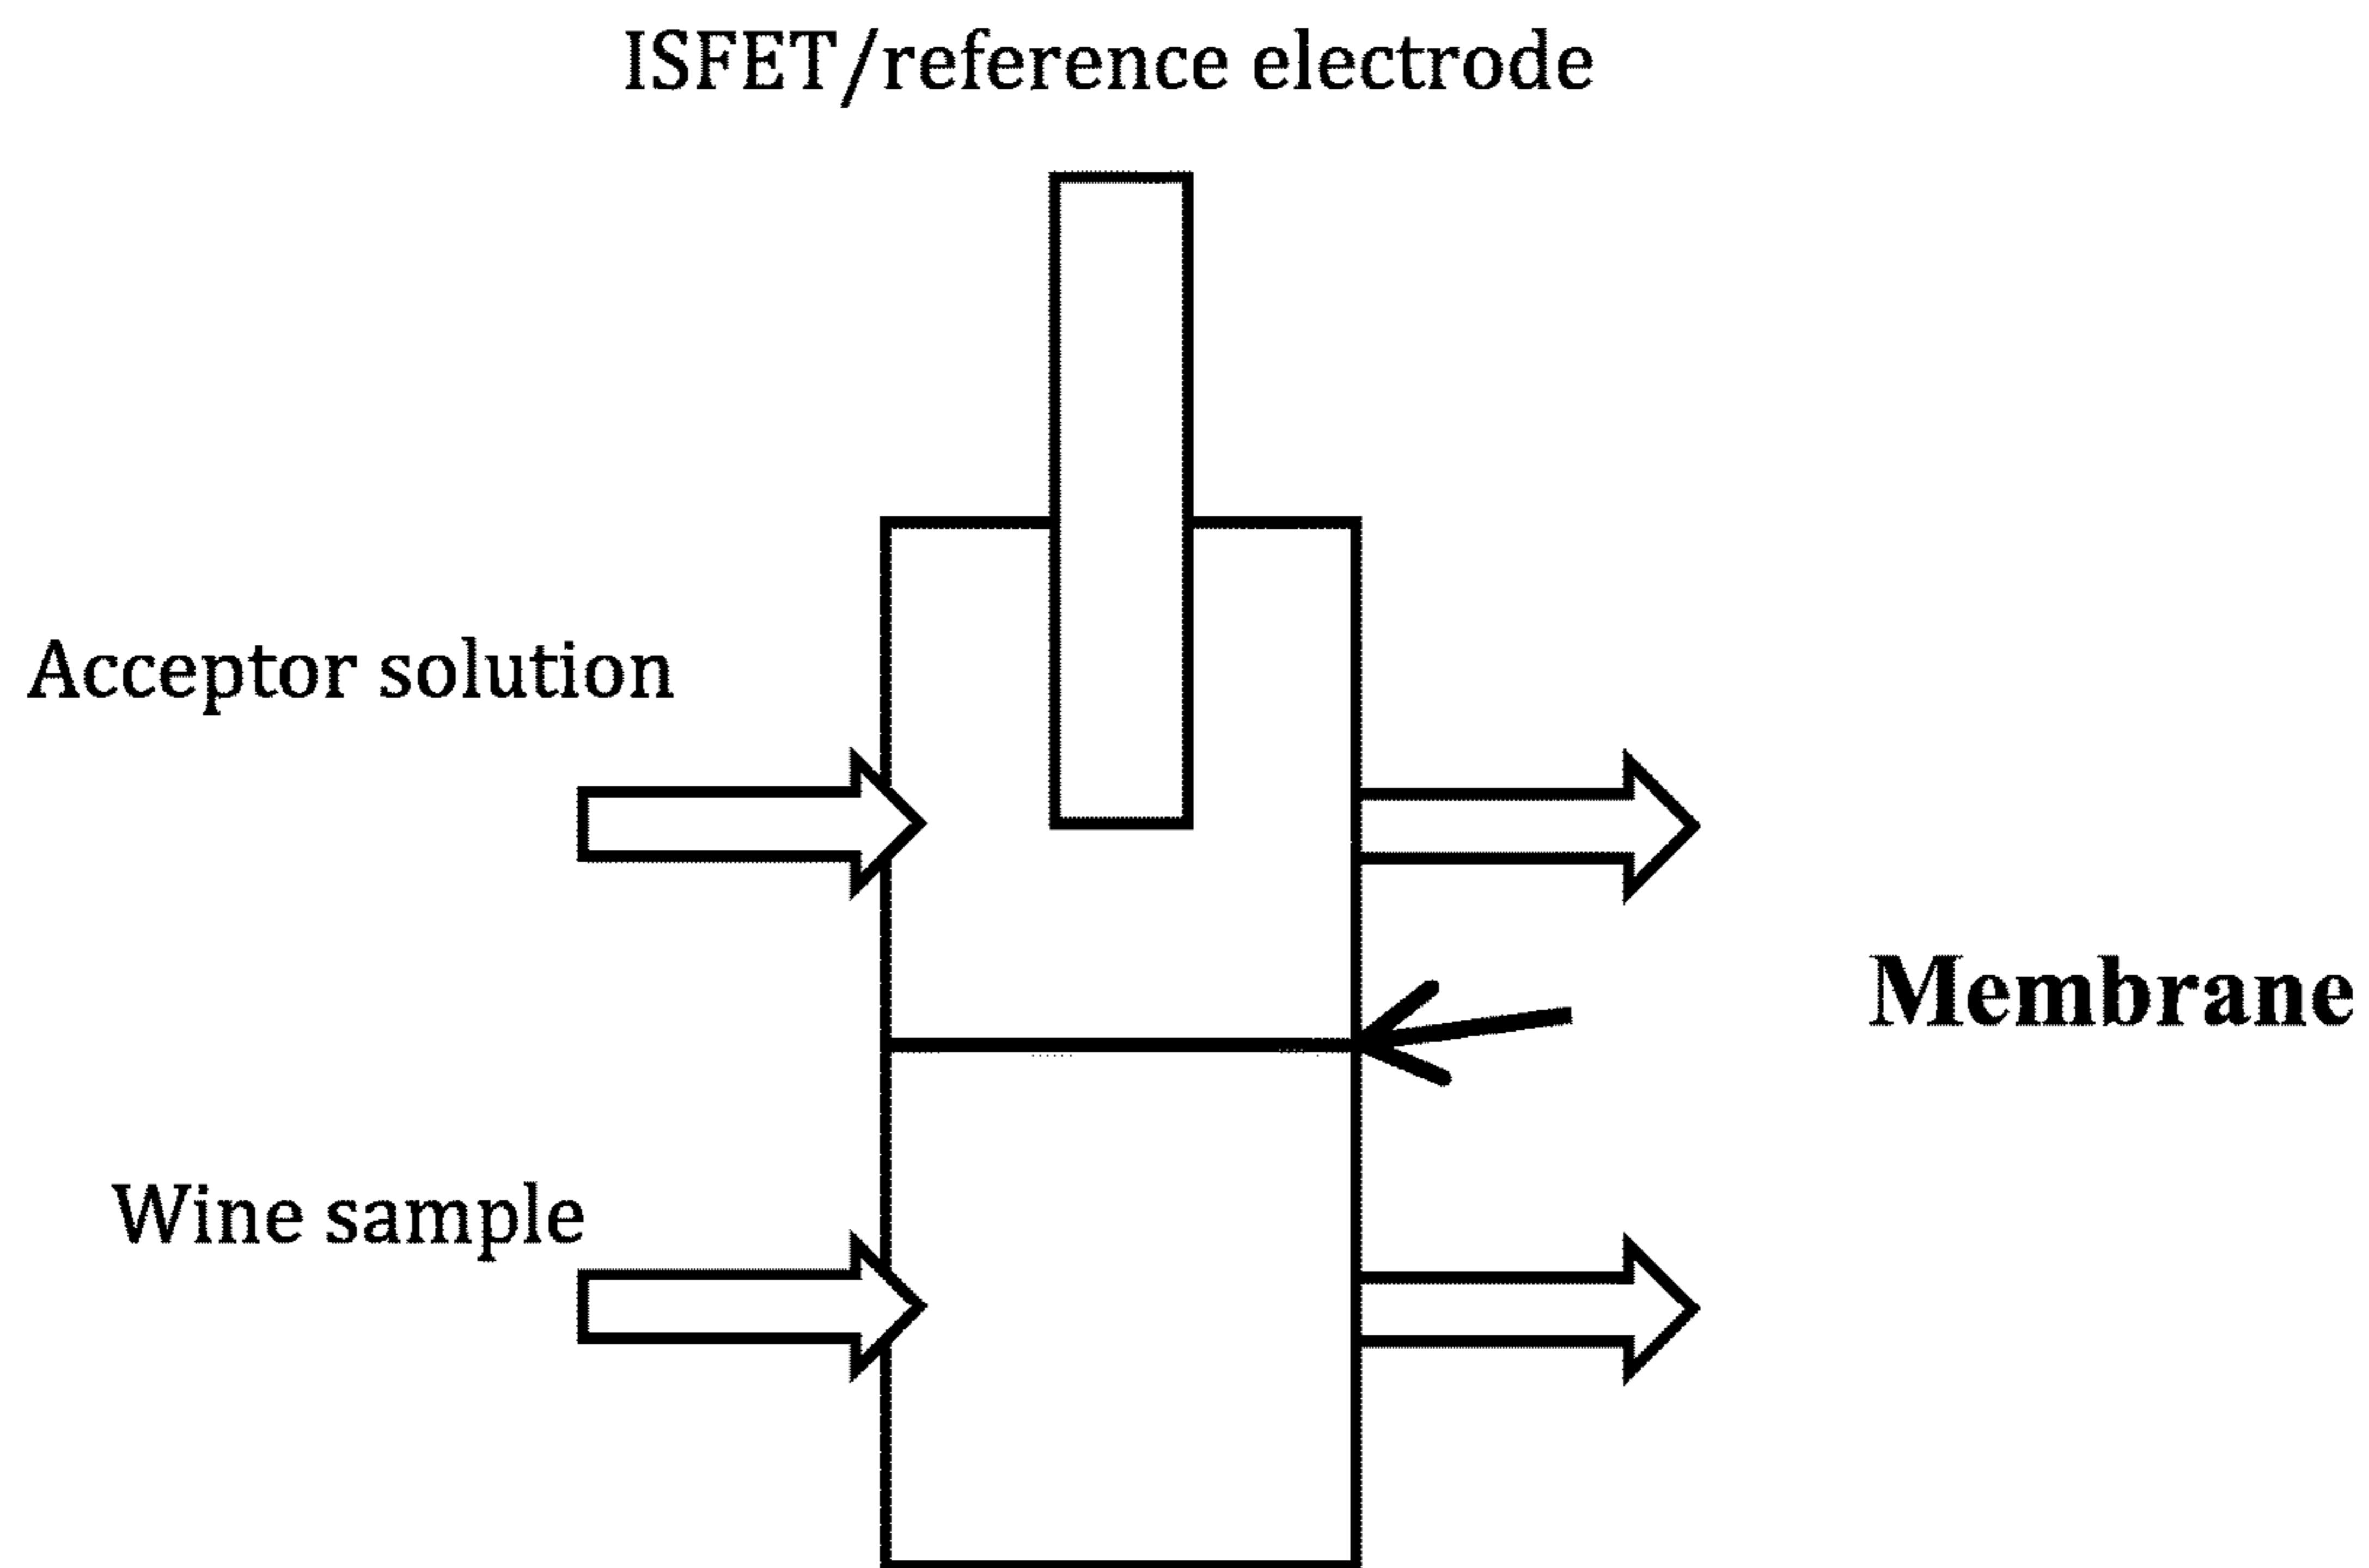 ISFET/reference electrode
Acceptor solution
Membrane
Wine sample